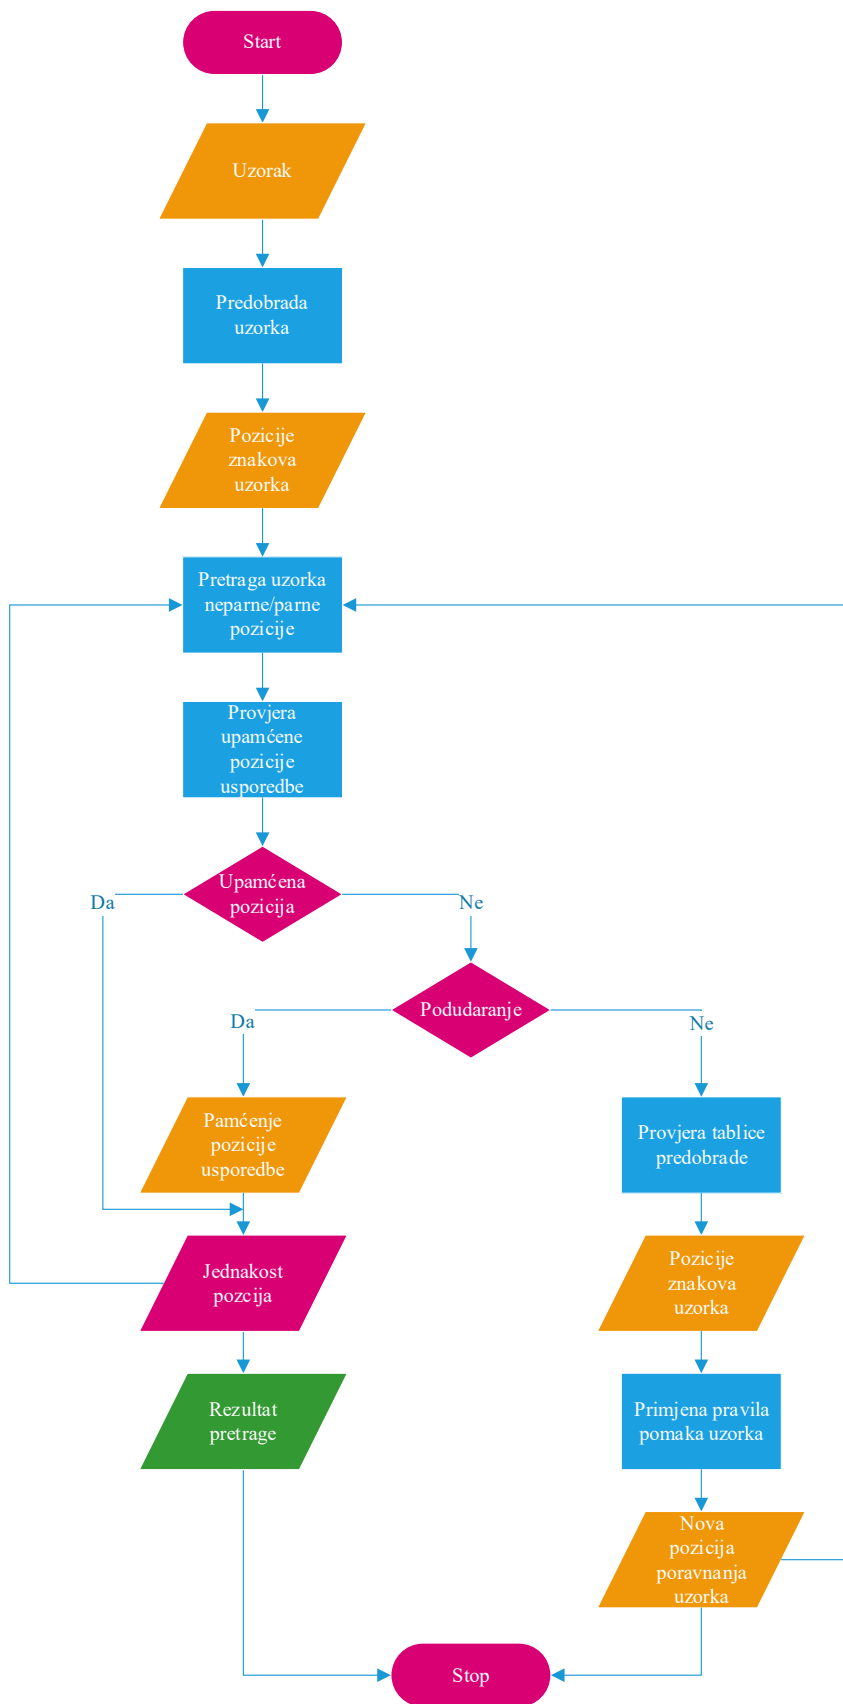 Start
Uzorak
Predobrada
uzorka
Pozicije
znakova
uzorka
Pretraga uzorka
neparne/parne
pozicije
Provjera
upamćene
pozicije
usporedbe
Upamćena
pozicija
Da
Ne
Podudaranje
Da
Ne
Pamćenje
pozicije
usporedbe
Provjera tablice
predobrade
Jednakost
pozcija
Pozicije
znakova
uzorka
Rezultat
pretrage
Primjena pravila
pomaka uzorka
Nova
pozicija
poravnanja
uzorka
Stop